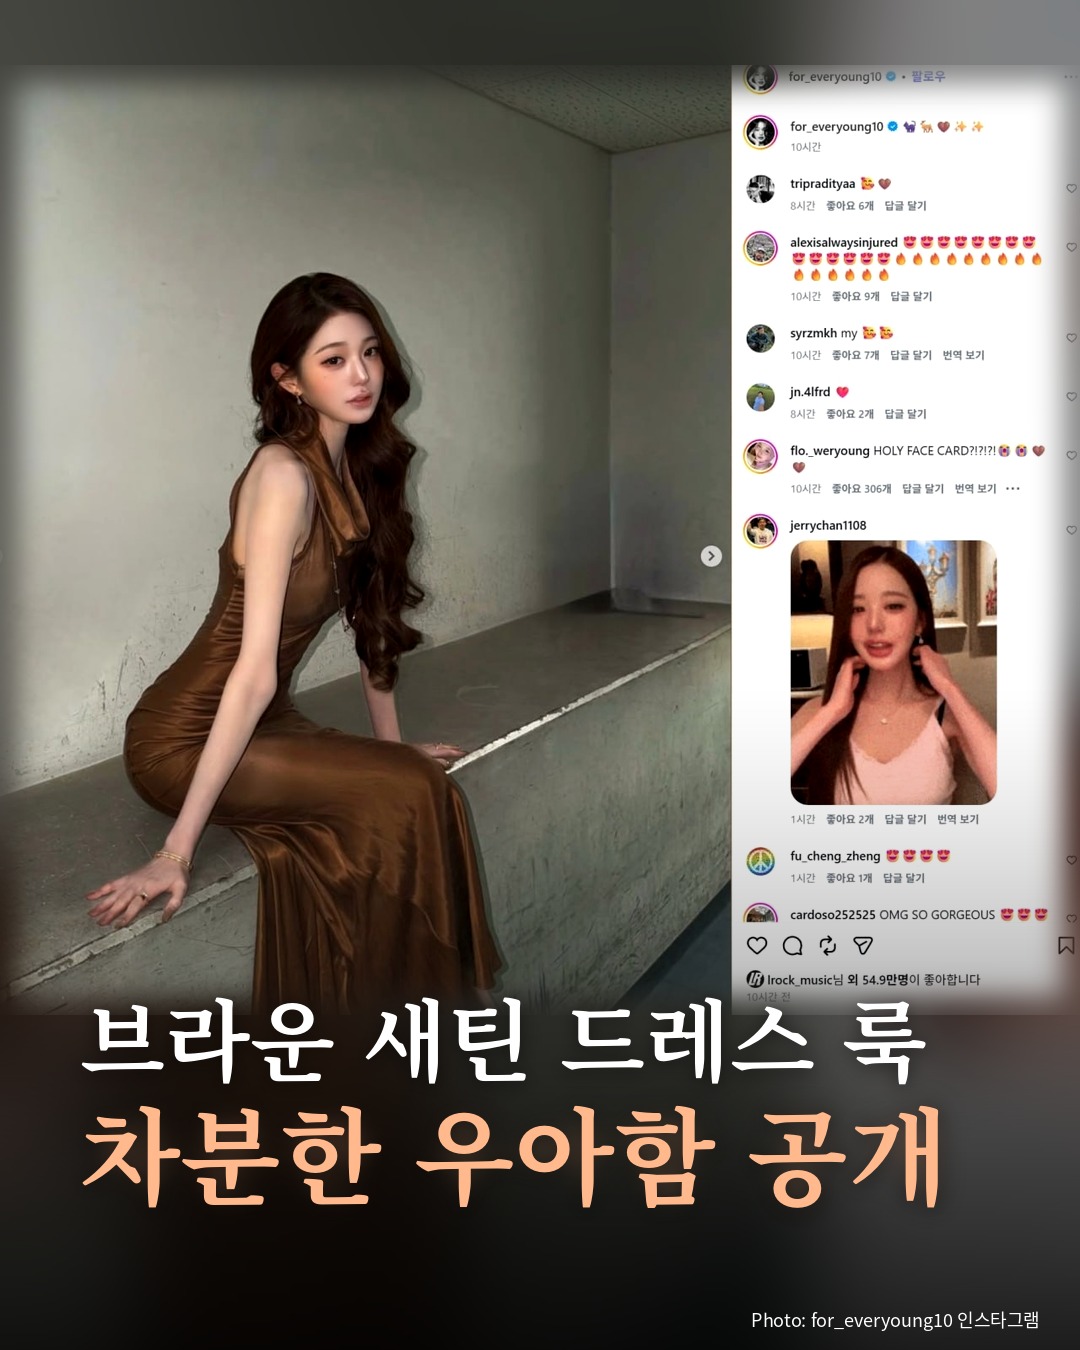 for_everyoung10 • 팔로우
for_everyoung10 🐈‍⬛ 🐕‍🦺 🤎 ✨ ✨
10시간
tripradityaa 🥰 🤎
8시간 좋아요 6개 답글 달기
alexisalwaysinjured 😍😍😍😍😍😍😍😍
😍😍😍😍😍😍🔥🔥🔥🔥🔥🔥🔥🔥🔥
🔥🔥🔥🔥🔥🔥
10시간 좋아요 9개 답글 달기
syrzmkh my 🥰 🥰
10시간 좋아요 7개 답글 달기 번역 보기
jn.4lfrd ❤️
8시간 좋아요 2개 답글 달기
flo._weryoung HOLY FACE CARD?!?!?!😭 😭 🤎
🤎
10시간 좋아요 306개 답글 달기 번역 보기 •••
jerrychan1108
1시간 좋아요 2개 답글 달기 번역 보기
fu_cheng_zheng 😍 😍 😍 😍
1시간 좋아요 1개 답글 달기
cardoso252525 OMG SO GORGEOUS 😍 😍 😍
lrock_music님 외 54.9만명이 좋아합니다
10시간 전
브라운 새틴 드레스 룩
차분한 우아함 공개
Photo: for_everyoung10 인스타그램